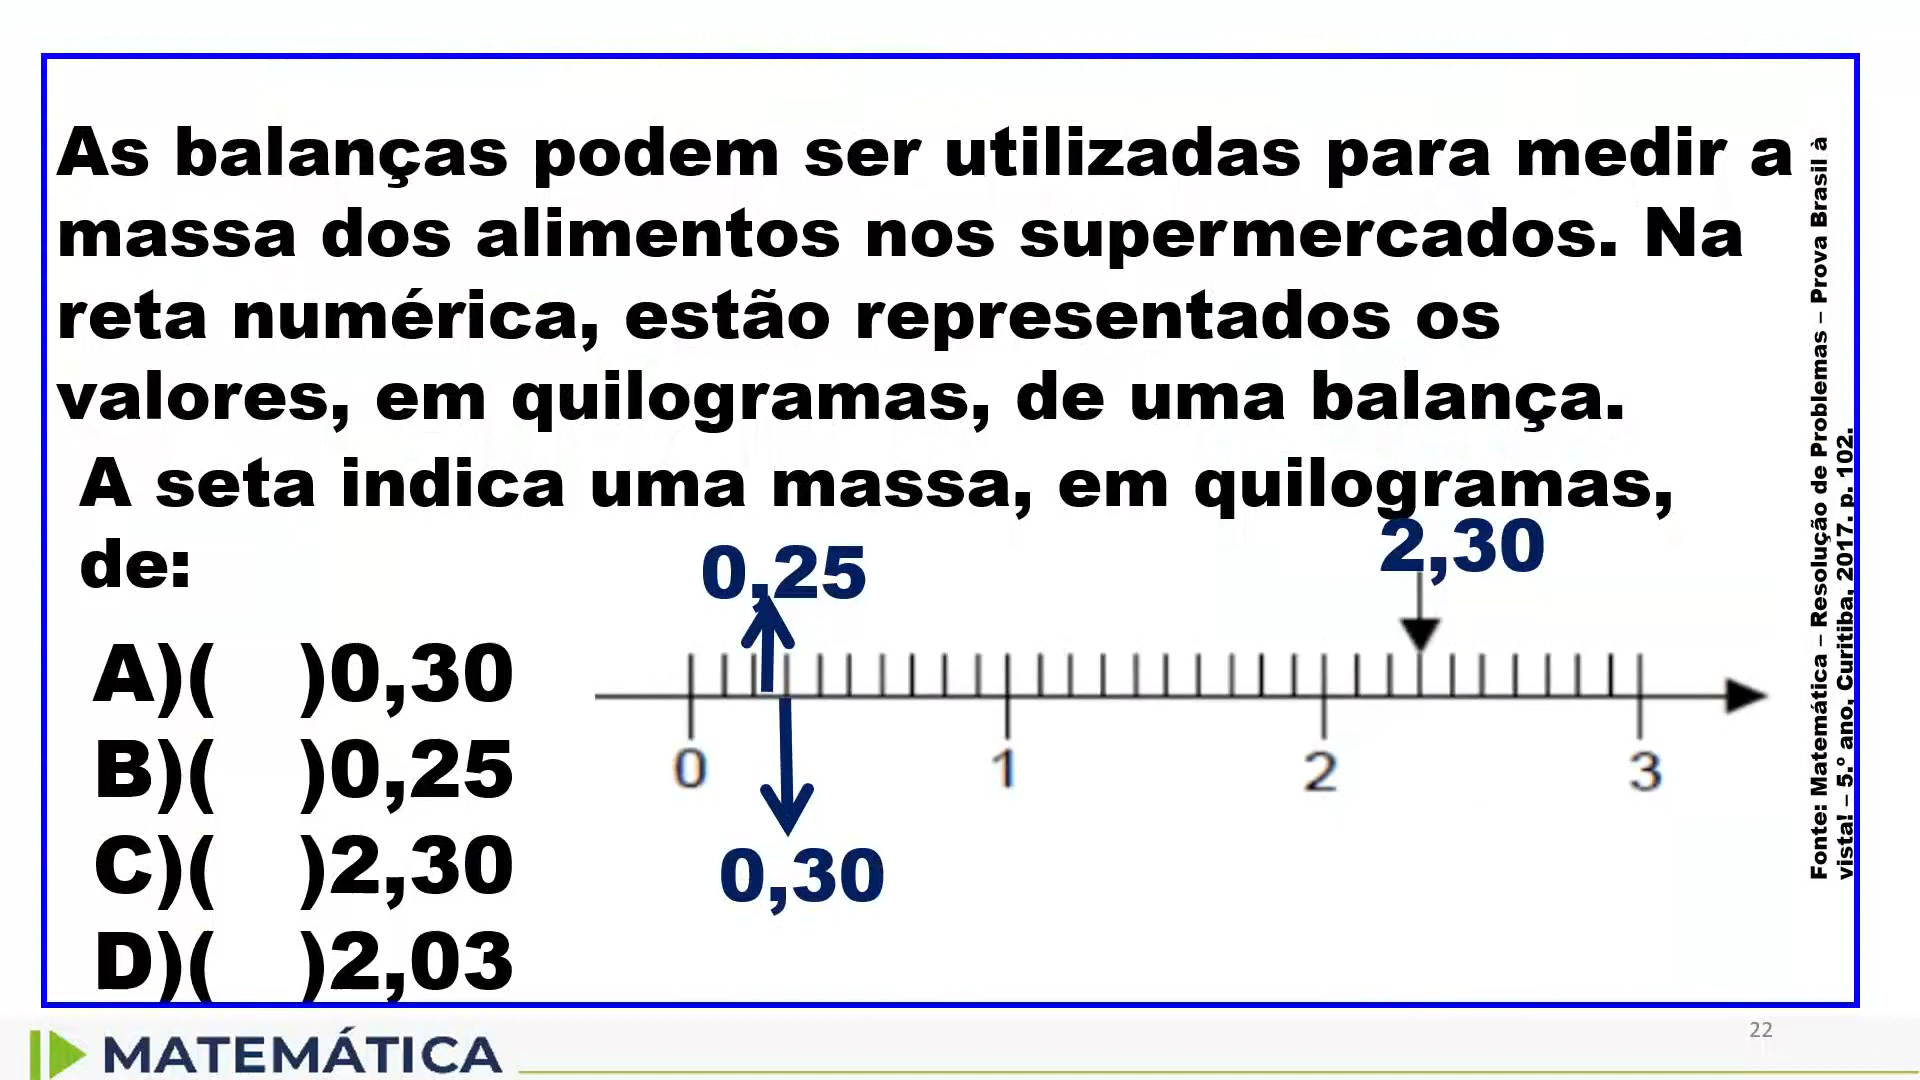 As balanças podem ser utilizadas para medir a
massa dos alimentos nos supermercados. Na
reta numérica, estão representados os
valores, em quilogramas, de uma balança.
A seta indica uma massa, em quilogramas,
de:
0,25
2,30
A)( )0,30
B)( )0,25
C)( )2,30
D)( )2,03
0
1
2
3
0,30
Fonte: Matemática – Resolução de Problemas – Prova Brasil à
vista! – 5.º ano, Curitiba, 2017. p. 102.
MATEMÁTICA
22